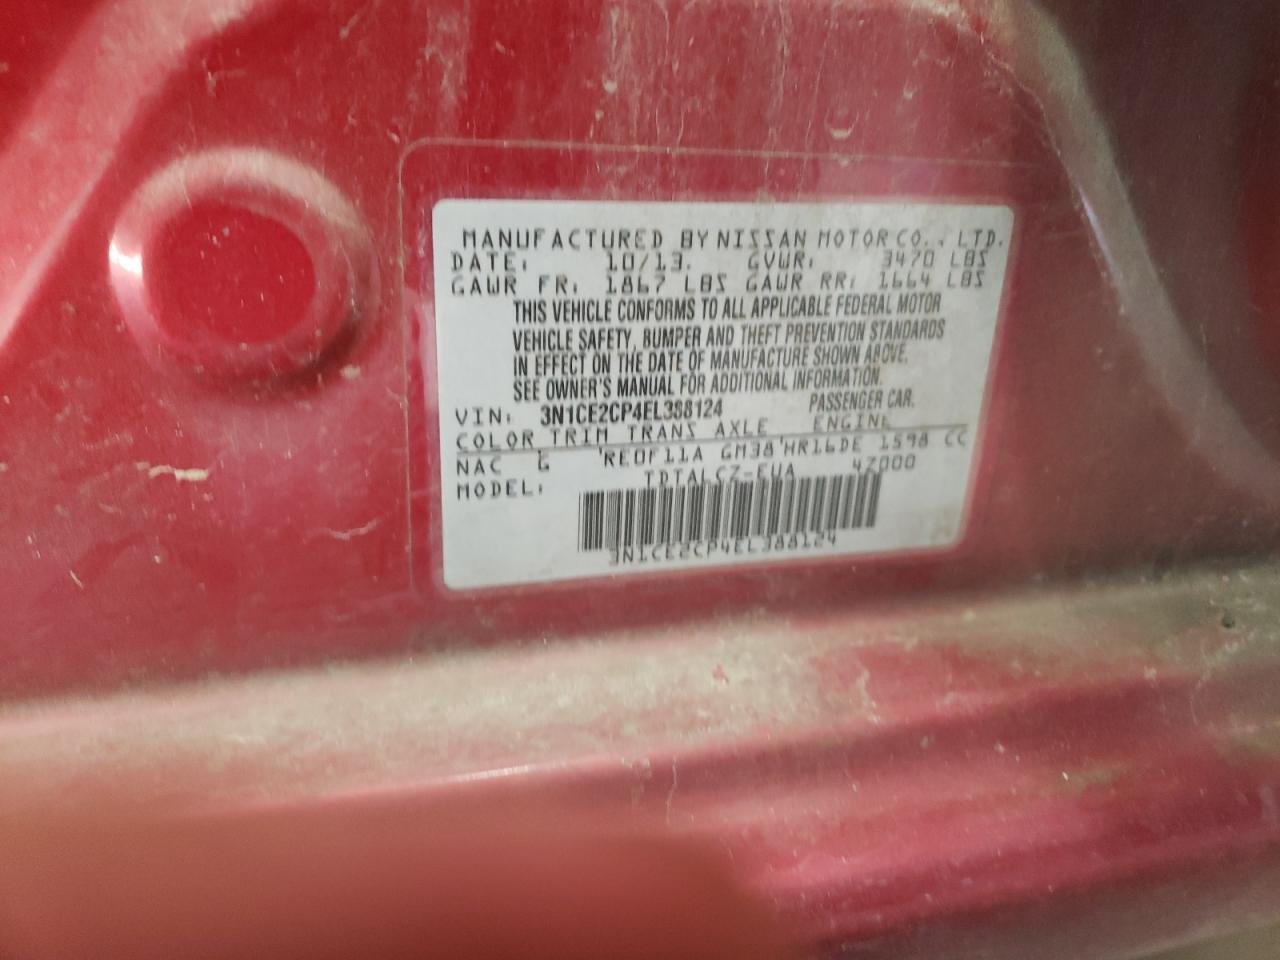 MANUFACTURED BY NISSAN MOTOR CO., LTD.
DATE: 10/13. GVWR: 3470 LBS
GAWR FR: 1867 LBS GAWR RR: 1664 LBS
THIS VEHICLE CONFORMS TO ALL APPLICABLE FEDERAL MOTOR
VEHICLE SAFETY, BUMPER AND THEFT PREVENTION STANDARDS
IN EFFECT ON THE DATE OF MANUFACTURE SHOWN ABOVE.
SEE OWNER'S MANUAL FOR ADDITIONAL INFORMATION.
VIN: 3N1CE2CP4EL388124 PASSENGER CAR.
COLOR TRIM TRANS AXLE ENGINE
NAC G 'RE0F11A GM38'HR16DE 1598 CC
MODEL: TDTALCZ-EUA 4Z000
3N1CE2CP4EL388124